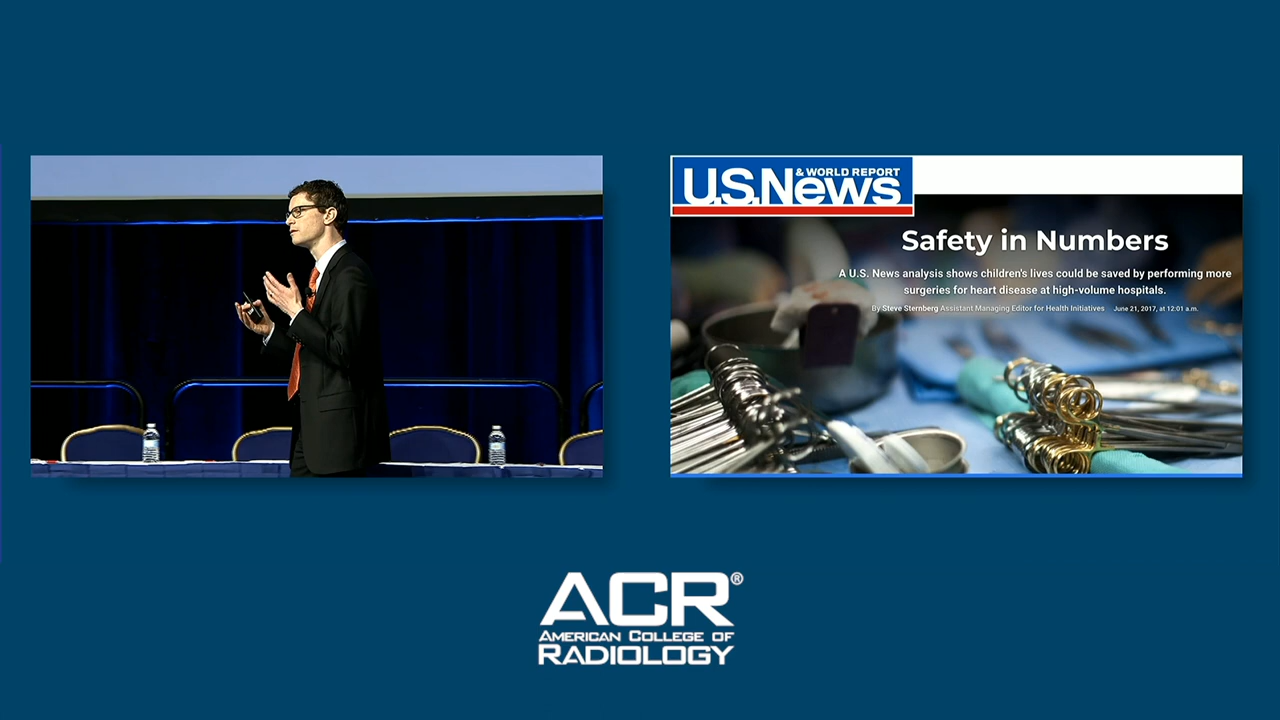 & WORLD REPORT
U.S.News
Safety in Numbers
A U.S. News analysis shows children's lives could be saved by performing more
surgeries for heart disease at high-volume hospitals.
By Steve Sternberg Assistant Managing Editor for Health Initiatives June 21, 2017, at 12:01 a.m.
ACR®
AMERICAN COLLEGE OF
RADIOLOGY